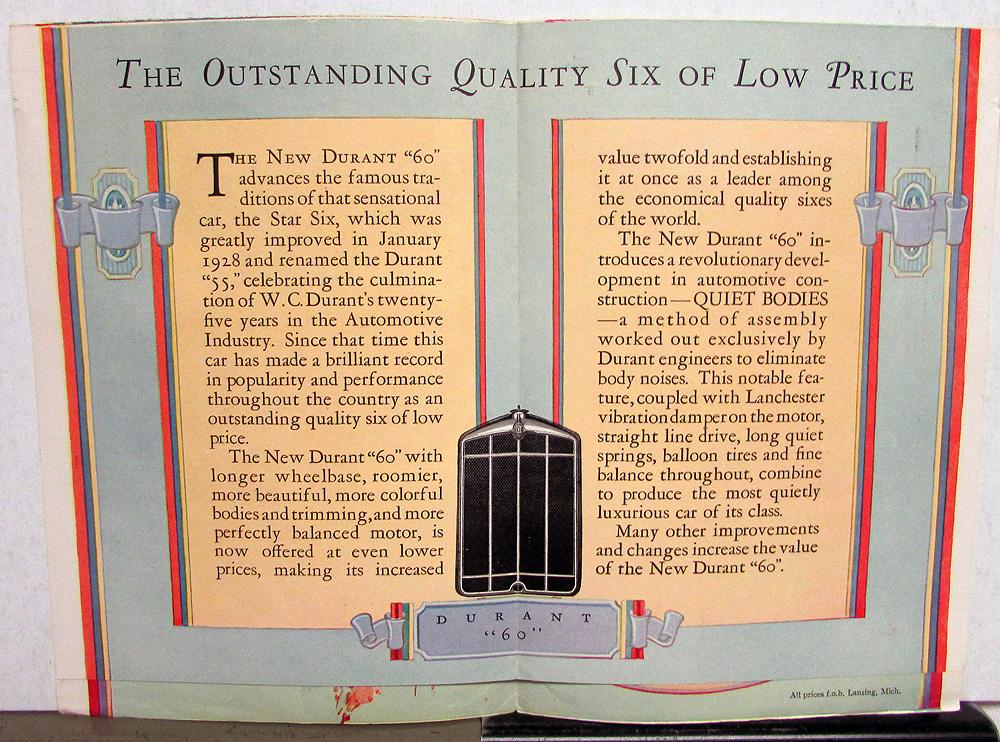 THE OUTSTANDING QUALITY SIX OF LOW PRICE
THE NEW DURANT “60”
advances the famous tra-
ditions of that sensational
car, the Star Six, which was
greatly improved in January
1928 and renamed the Durant
“55,” celebrating the culmina-
tion of W. C. Durant's twenty-
five years in the Automotive
Industry. Since that time this
car has made a brilliant record
in popularity and performance
throughout the country as an
outstanding quality six of low
price.
The New Durant “60” with
longer wheelbase, roomier,
more beautiful, more colorful
bodies and trimming, and more
perfectly balanced motor, is
now offered at even lower
prices, making its increased
value twofold and establishing
it at once as a leader among
the economical quality sixes
of the world.
The New Durant “60” in-
troduces a revolutionary devel-
opment in automotive con-
struction — QUIET BODIES
—a method of assembly
worked out exclusively by
Durant engineers to eliminate
body noises. This notable fea-
ture, coupled with Lanchester
vibration damper on the motor,
straight line drive, long quiet
springs, balloon tires and fine
balance throughout, combine
to produce the most quietly
luxurious car of its class.
Many other improvements
and changes increase the value
of the New Durant “60”.
DURANT
“60”
All prices f.o.b. Lansing, Mich.